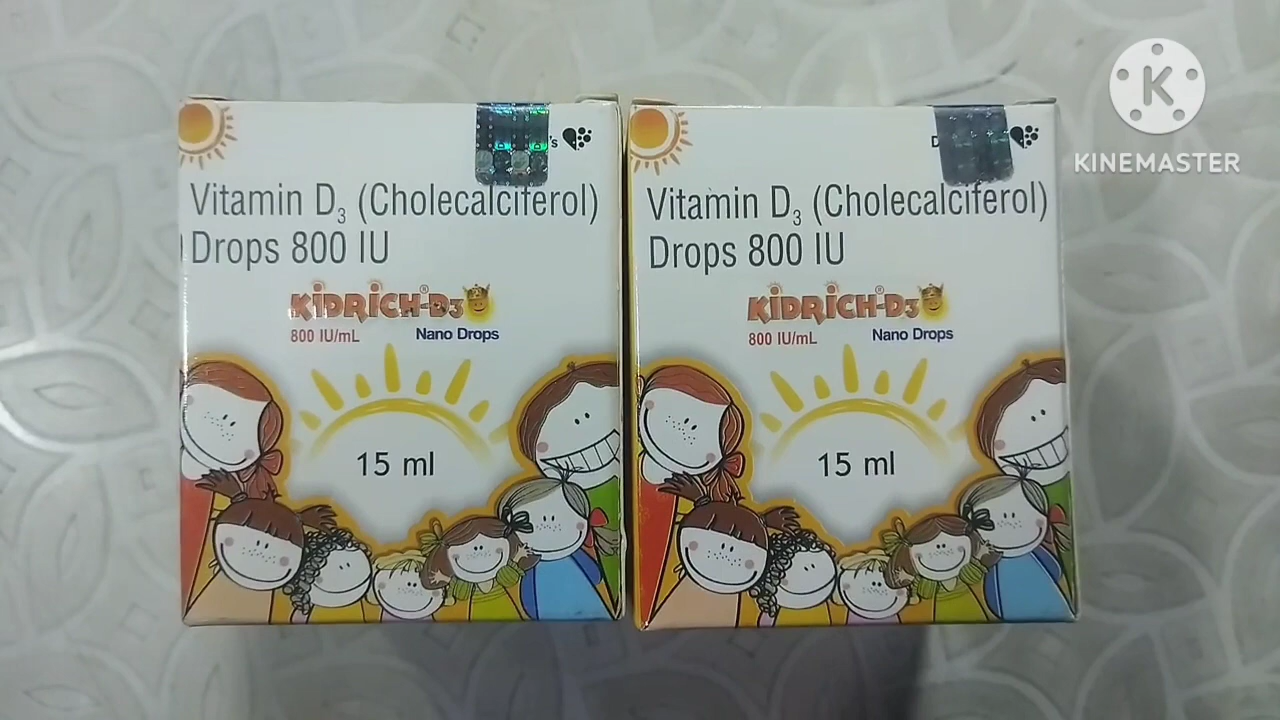 Vitamin D₃ (Cholecalciferol)
Drops 800 IU
KiDRiCH®-D3
800 IU/mL Nano Drops
15 ml
Vitamin D₃ (Cholecalciferol)
Drops 800 IU
KiDRiCH®-D3
800 IU/mL Nano Drops
15 ml
K
KINEMASTER